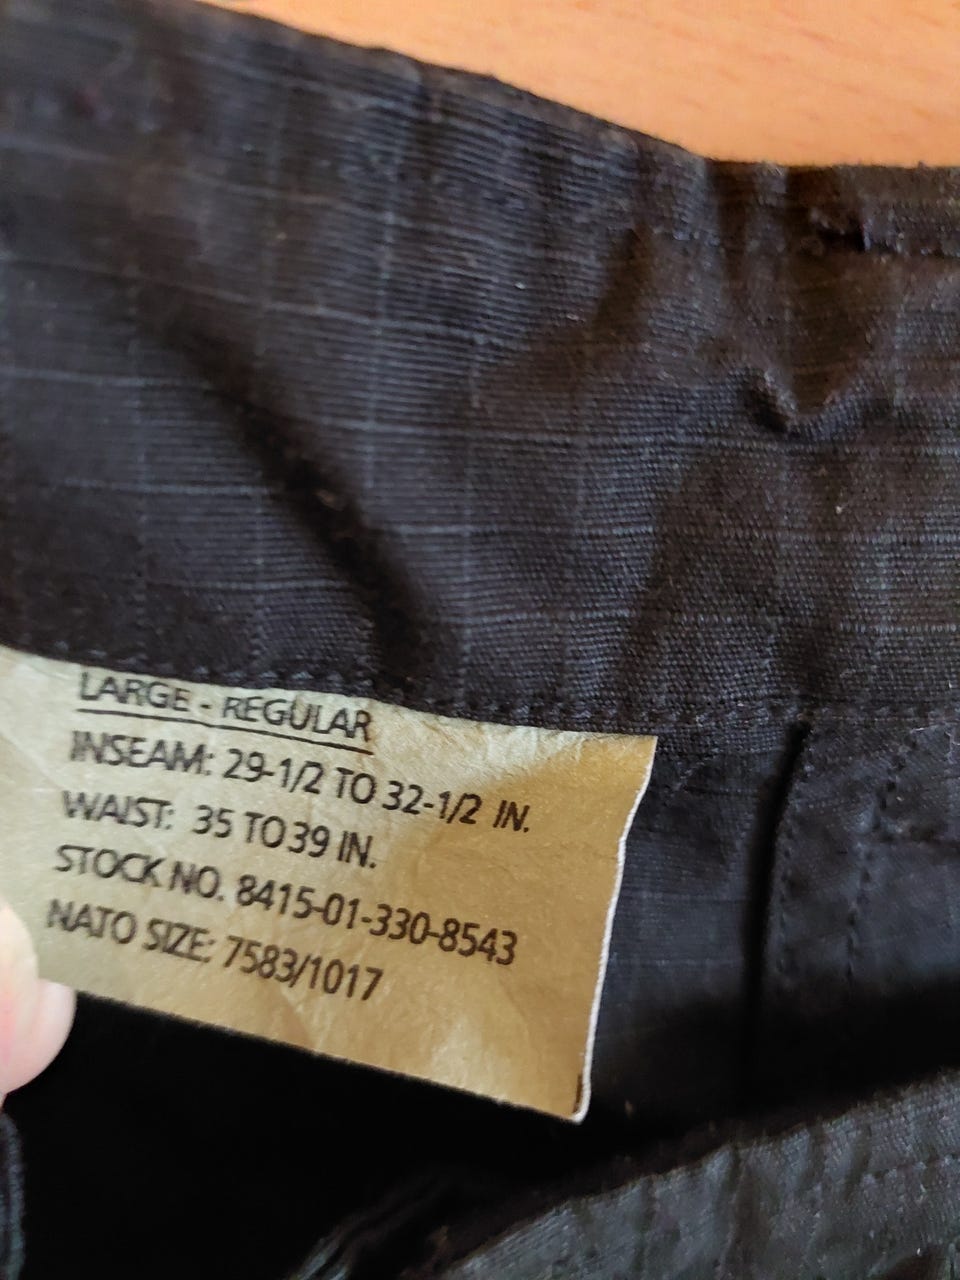 LARGE - REGULAR
INSEAM: 29-1/2 TO 32-1/2 IN.
WAIST: 35 TO 39 IN.
STOCK NO. 8415-01-330-8543
NATO SIZE: 7583/1017